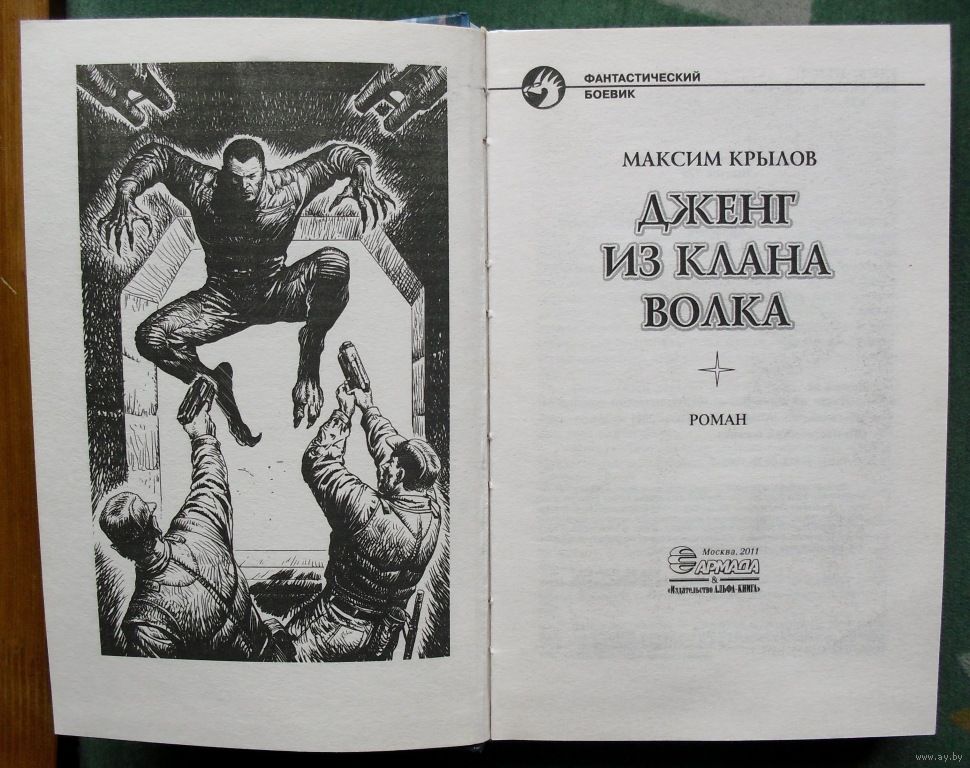 ФАНТАСТИЧЕСКИЙ
БОЕВИК
МАКСИМ КРЫЛОВ
ДЖЕНГ
ИЗ КЛАНА
ВОЛКА
РОМАН
Москва, 2011
АРМАДА
&
«Издательство АЛЬФА-КНИГА»
www.ay.by